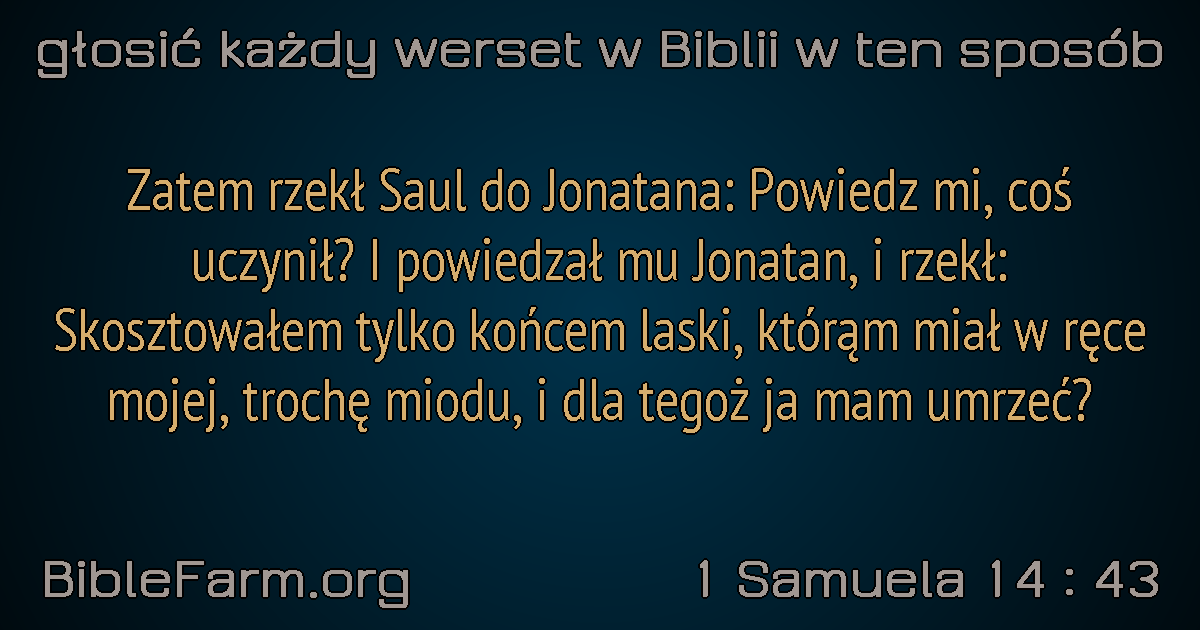 głosić każdy werset w Biblii w ten sposób
Zatem rzekł Saul do Jonatana: Powiedz mi, coś
uczynił? I powiedzał mu Jonatan, i rzekł:
Skosztowałem tylko końcem laski, którąm miał w ręce
mojej, trochę miodu, i dla tegoż ja mam umrzeć?
BibleFarm.org
1 Samuela 14 : 43